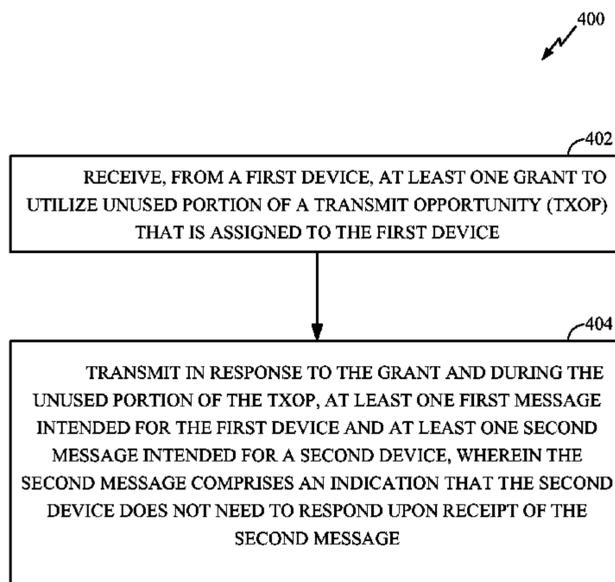 400
402
RECEIVE, FROM A FIRST DEVICE, AT LEAST ONE GRANT TO
UTILIZE UNUSED PORTION OF A TRANSMIT OPPORTUNITY (TXOP)
THAT IS ASSIGNED TO THE FIRST DEVICE
404
TRANSMIT IN RESPONSE TO THE GRANT AND DURING THE
UNUSED PORTION OF THE TXOP, AT LEAST ONE FIRST MESSAGE
INTENDED FOR THE FIRST DEVICE AND AT LEAST ONE SECOND
MESSAGE INTENDED FOR A SECOND DEVICE, WHEREIN THE
SECOND MESSAGE COMPRISES AN INDICATION THAT THE SECOND
DEVICE DOES NOT NEED TO RESPOND UPON RECEIPT OF THE
SECOND MESSAGE